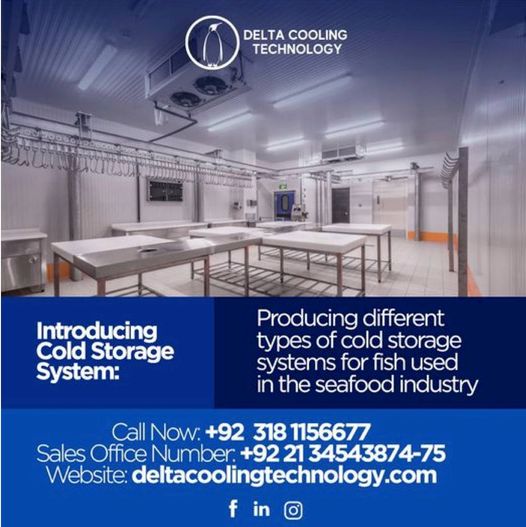 DELTA COOLING
TECHNOLOGY
Introducing
Cold Storage
System:
Producing different
types of cold storage
systems for fish used
in the seafood industry
Call Now: +92 318 1156677
Sales Office Number: +92 21 34543874-75
Website: deltacoolingtechnology.com
f in